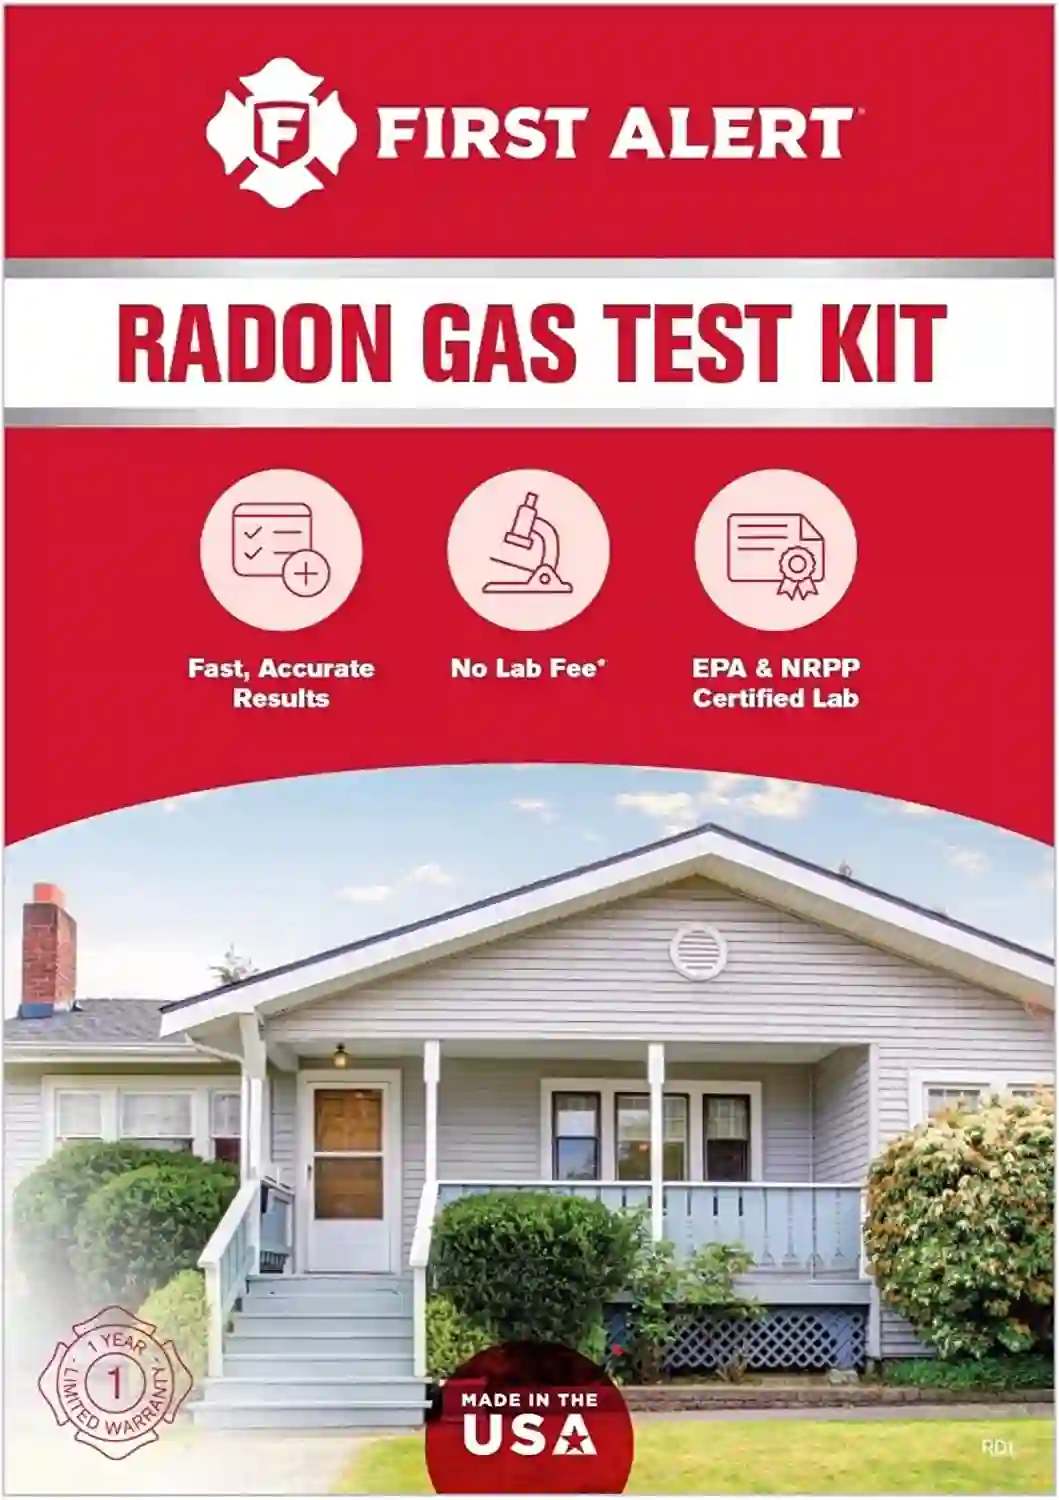 F FIRST ALERT
RADON GAS TEST KIT
Fast, Accurate
Results
No Lab Fee*
EPA & NRPP
Certified Lab
1 YEAR
1
LIMITED WARRANTY
MADE IN THE
USA
RD1